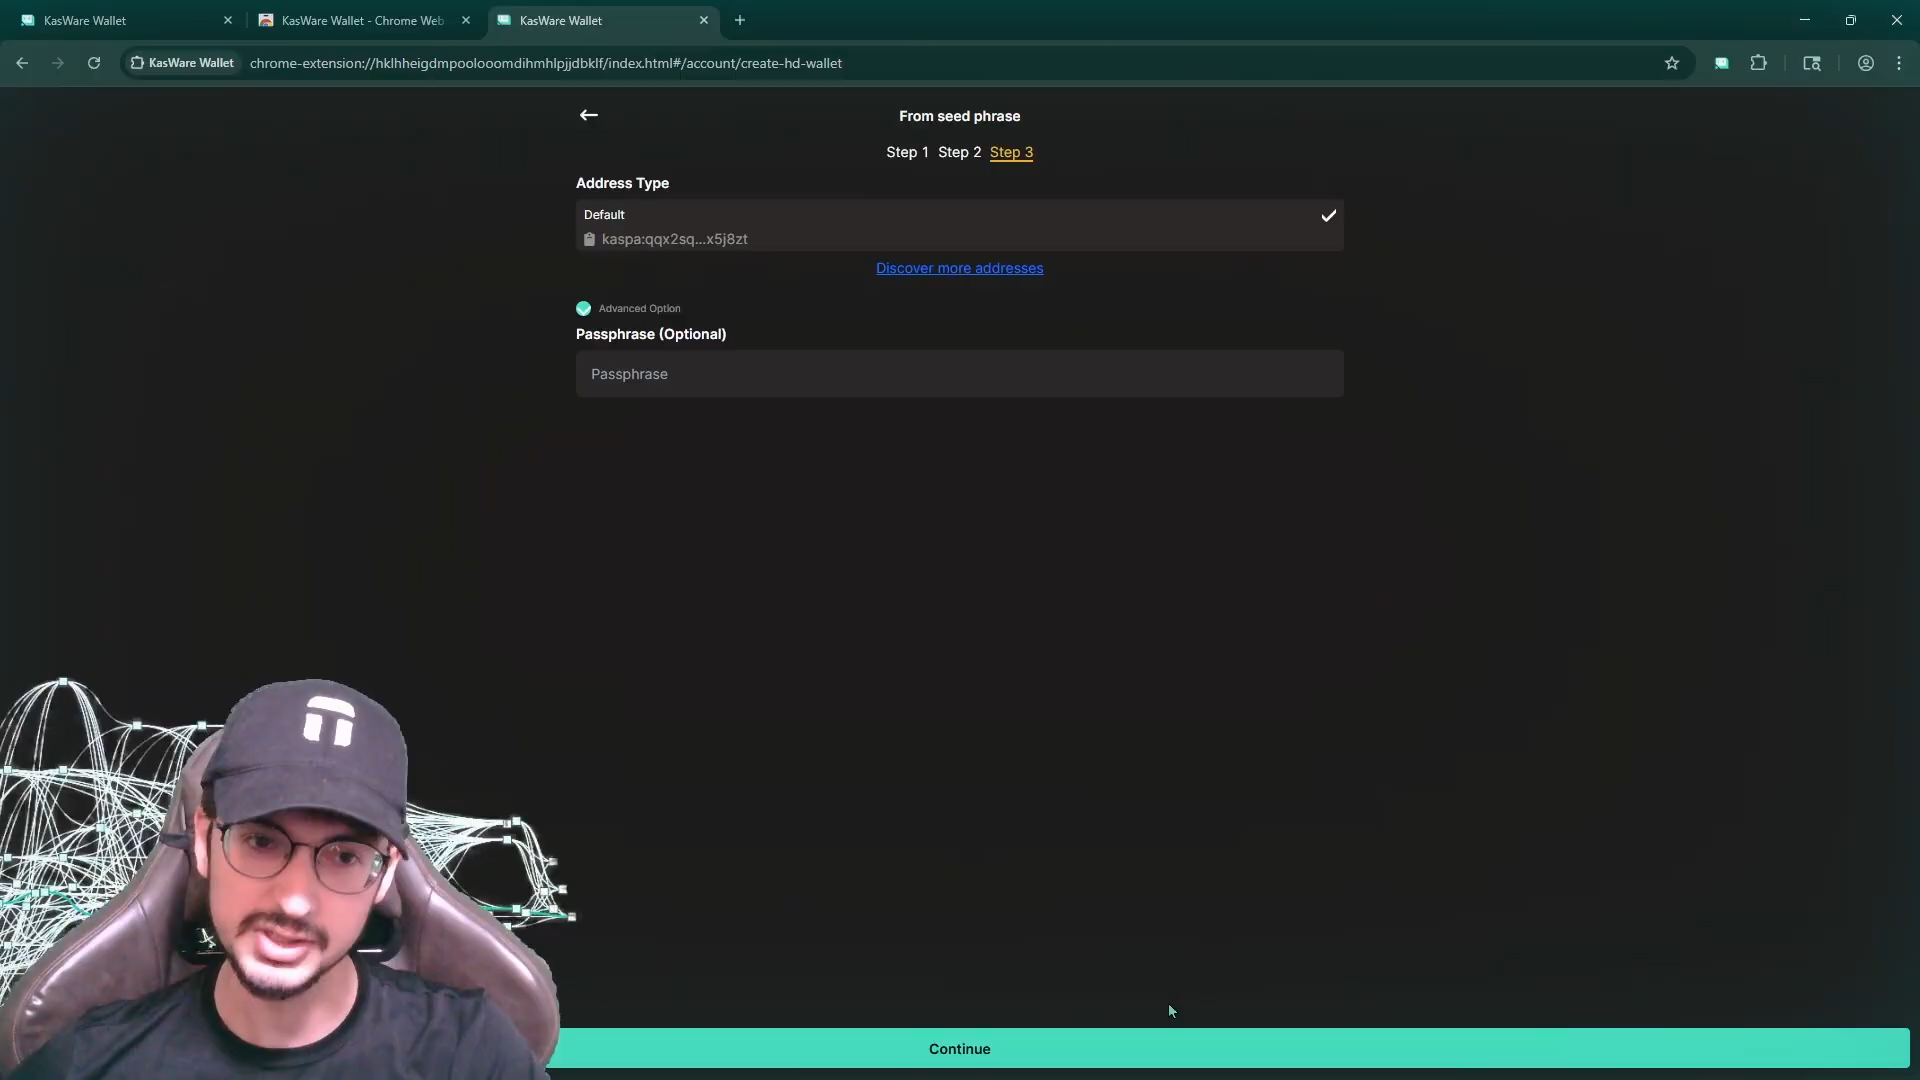 KasWare Wallet
KasWare Wallet - Chrome Web
KasWare Wallet
KasWare Wallet
chrome-extension://hklhheigdmpoolooomdihmhlpjjdbklf/index.html#/account/create-hd-wallet
From seed phrase
Step 1 Step 2 Step 3
Address Type
Default
kaspa:qqx2sq...x5j8zt
Discover more addresses
Advanced Option
Passphrase (Optional)
Passphrase
Continue